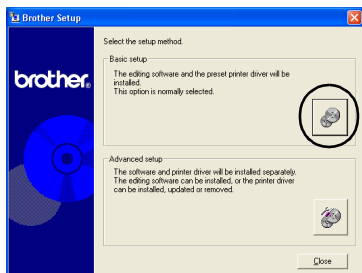 Brother Setup
Select the setup method.
Basic setup
brother.
The editing software and the preset printer driver will be
installed.
This option is normally selected.
Advanced setup
The software and printer driver will be installed separately.
The editing software can be installed, or the printer driver
can be installed, updated or removed.
Close